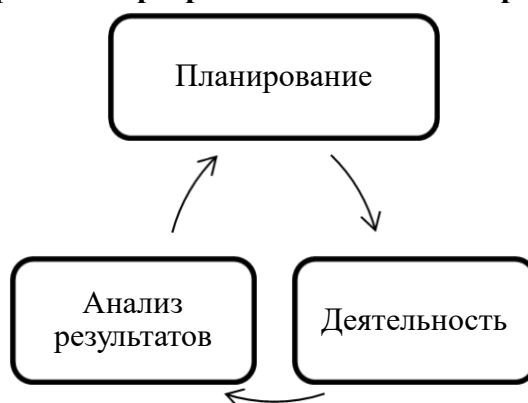 Планирование
Анализ
результатов
Деятельность